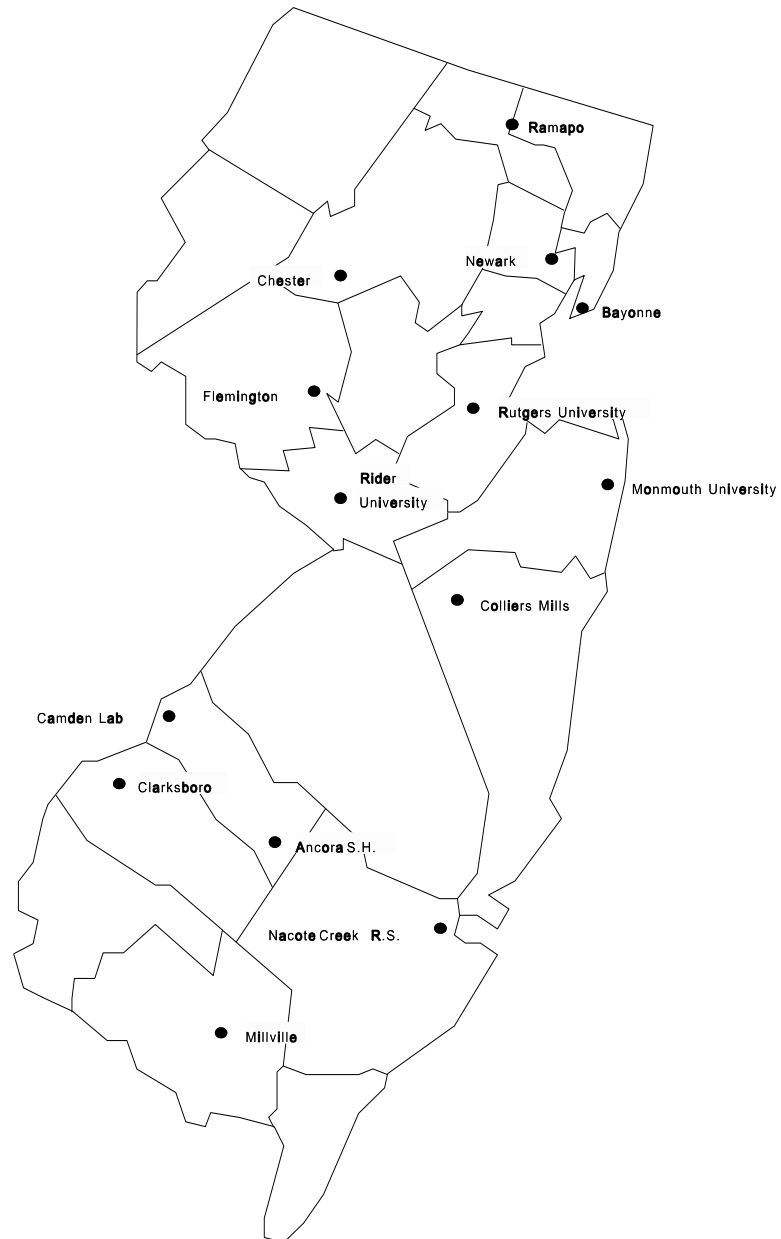 Ramapo
Newark
Chester
Bayonne
Flemington
Rutgers University
Rider
University
Monmouth University
Colliers Mills
Camden Lab
Clarksboro
Ancora S.H.
Nacote Creek R.S.
Millville